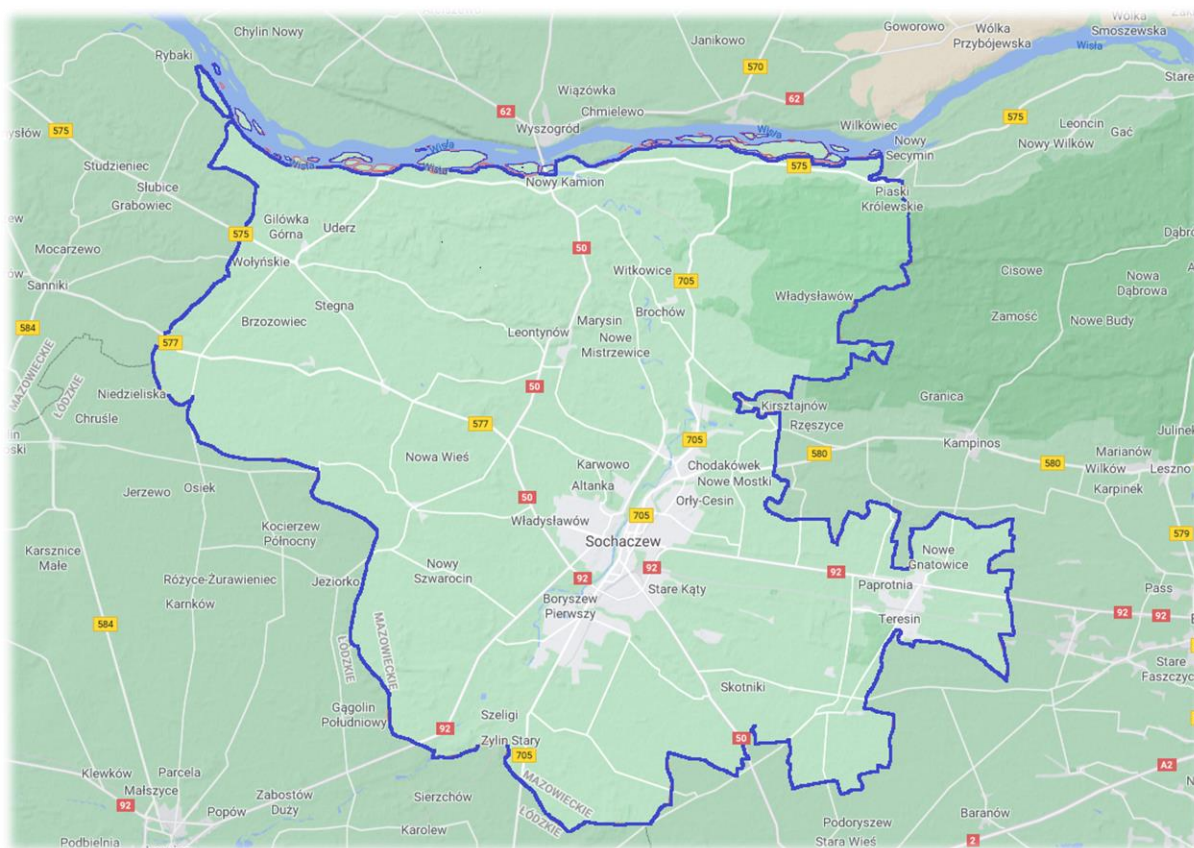 Chylin Nowy
Rybaki
Janikowo
Goworowo
Wólka
Przybójewska
Wólka
Smoszewska
Wisła
Stare
570
62
62
Wiązówka
Chmielewo
Wyszogród
Wisła
Wilkówiec
575
Leoncin
Gać
Nowy Wilków
Nowy
Secymin
575
Studzieniec
Słubice
Grabowiec
Wisła
Wisła
Wisła
Nowy Kamion
575
Piaski
Królewskie
Gilówka
Górna
Uderz
575
Wołyńskie
Mocarzewo
Sanniki
50
Witkowice
705
Władysławów
Cisowe
Nowa
Dąbrowa
Zamość
Nowe Budy
Stegna
Brzozowiec
Brochów
Marysin
Nowe
Mistrzewice
Leontynów
584
577
MAZOWIECKIE
ŁÓDZKIE
Niedzieliska
Chruśle
50
577
Kirsztajnów
Rzęszyce
Granica
Kampinos
Julinek
705
580
580
Marianów
Wilków
Leszno
Karpinek
Nowa Wieś
Karwowo
Altanka
Chodakówek
Nowe Mostki
Orły-Cesin
Jerzewo
Osiek
50
Władysławów
705
Sochaczew
Kocierzew
Północny
579
Karsznice
Małe
Nowy
Szwarocin
92
92
92
Nowe
Gnatowice
Paprotnia
Różyce-Żurawieniec
Jeziorko
Karnków
Boryszew
Pierwszy
Stare Kąty
Teresin
Pass
92
92
584
MAZOWIECKIE
ŁÓDZKIE
Stare
Faszczyc
Skotniki
Gągolin
Południowy
92
Szeligi
Zylin Stary
50
705
MAZOWIECKIE
ŁÓDZKIE
A2
Klewków
Parcela
Małszyce
Zabostów
Duży
92
Popów
Sierzchów
Karolew
Podbielnia
Podoryszew
Stara Wieś
Baranów
2